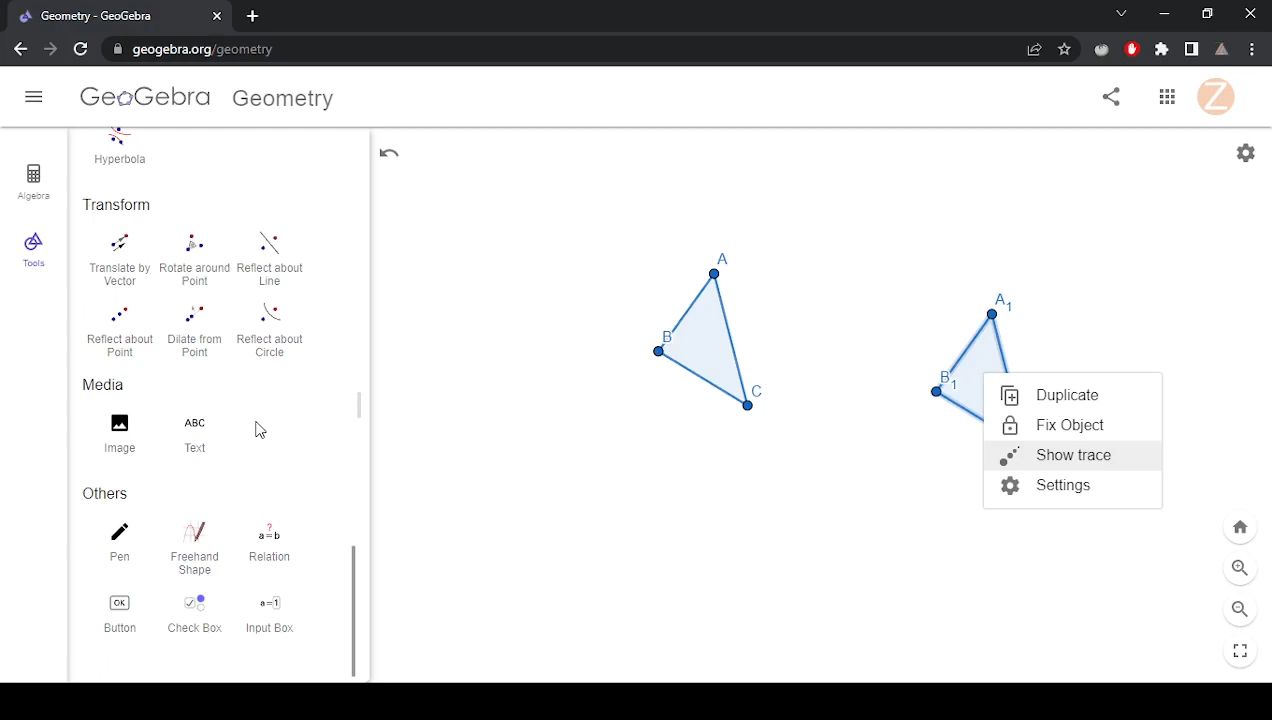 Geometry - GeoGebra
geogebra.org/geometry
GeoGebra Geometry
Z
Algebra
Tools
Hyperbola
Transform
Translate by Vector
Rotate around Point
Reflect about Line
Reflect about Point
Dilate from Point
Reflect about Circle
Media
ABC
Image
Text
Others
a=b
?
Pen
Freehand Shape
Relation
OK
a=1
Button
Check Box
Input Box
A
B
C
A1
B1
Duplicate
Fix Object
Show trace
Settings